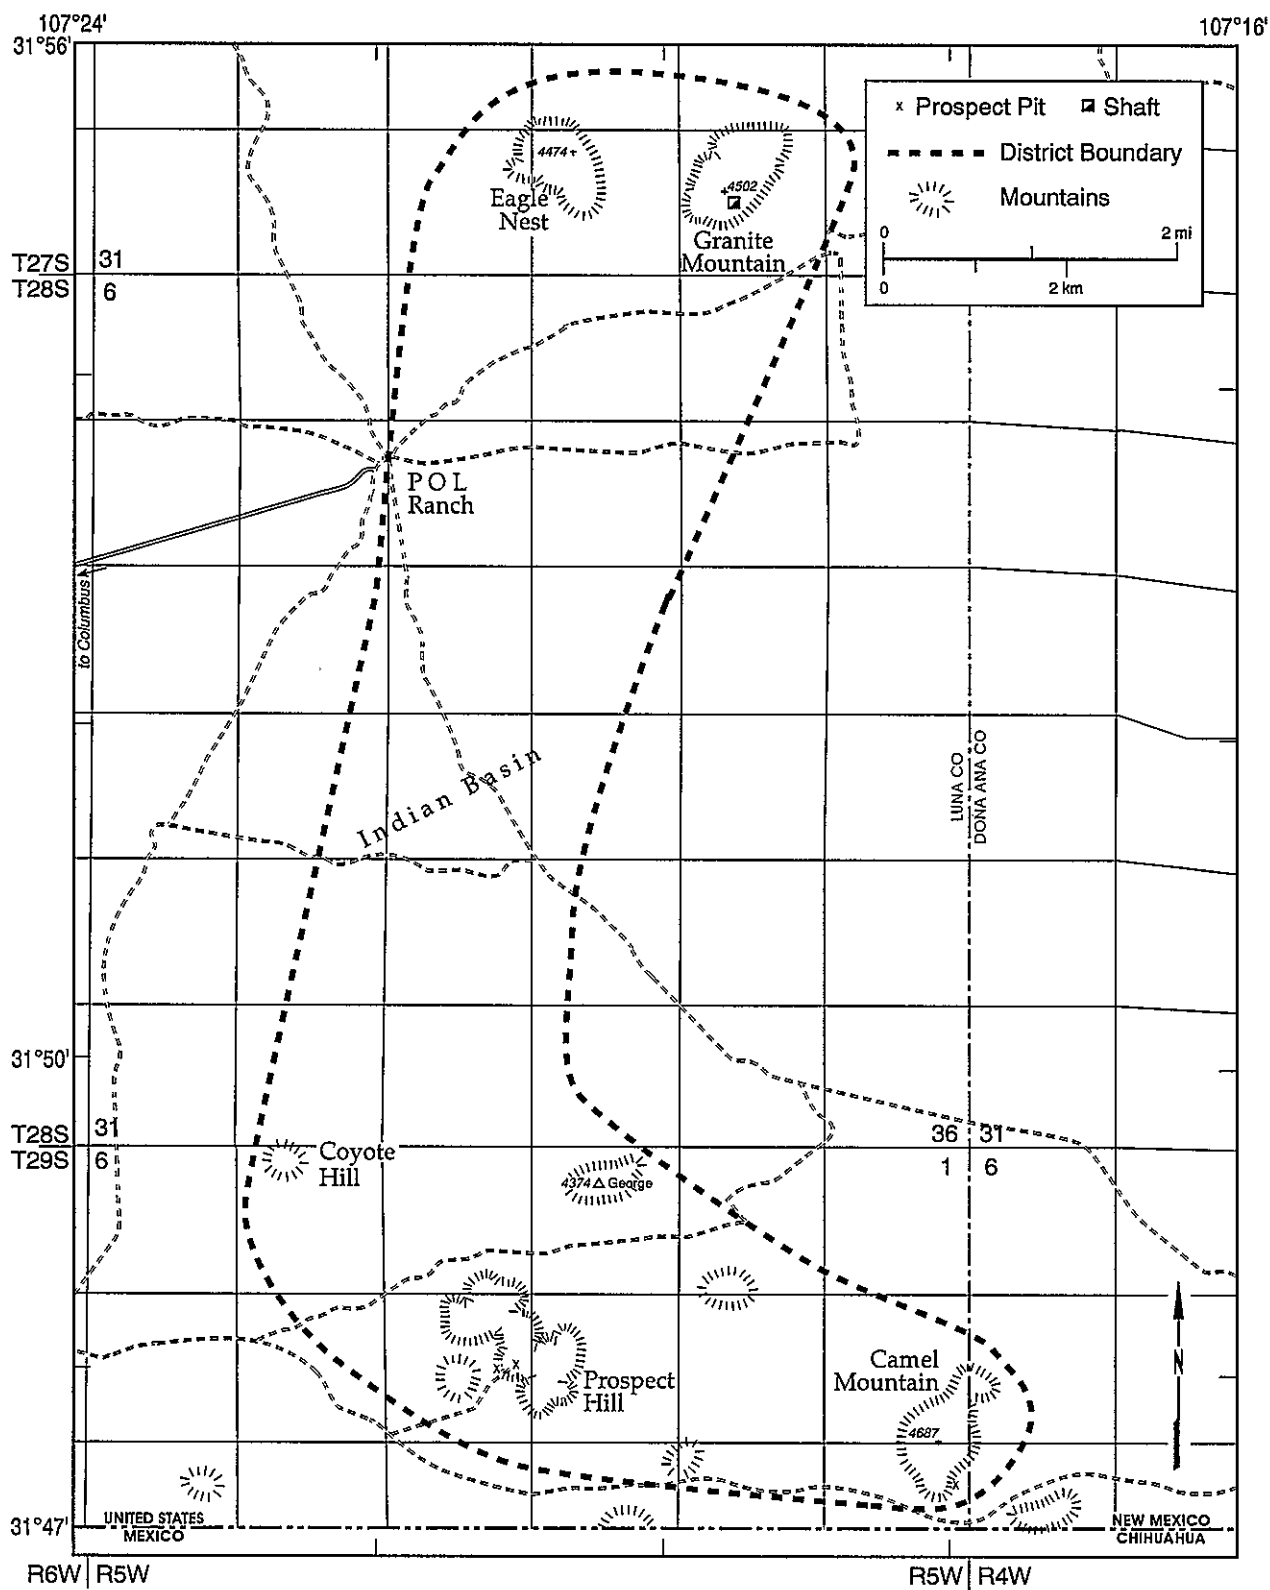 107°24'
107°16'
31°56'
x Prospect Pit
Shaft
District Boundary
Mountains
0
2 mi
0
2 km
4474
Eagle
Nest
4502
Granite
Mountain
T27S
31
T28S
6
P O L
Ranch
to Columbus
Indian Basin
LUNA CO
DONA ANA CO
31°50'
T28S
31
T29S
6
36
31
1
6
Coyote
Hill
4374
George
Prospect
Hill
Camel
Mountain
4687
N
31°47'
UNITED STATES
MEXICO
NEW MEXICO
CHIHUAHUA
R6W
R5W
R5W
R4W